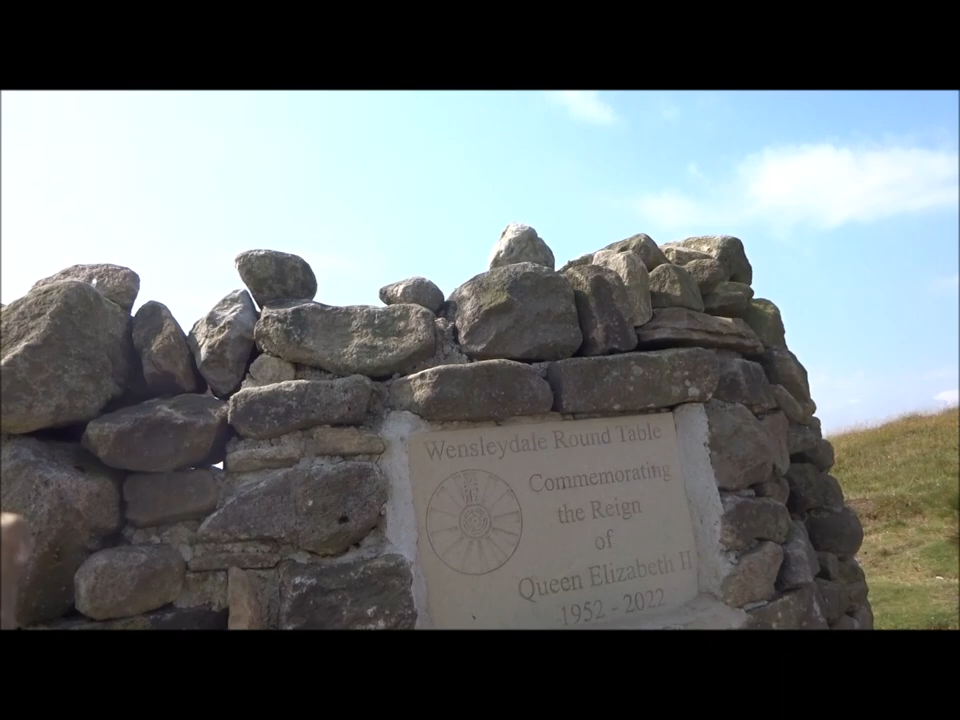 Wensleydale Round Table
Commemorating
the Reign
of
Queen Elizabeth II
1952 - 2022